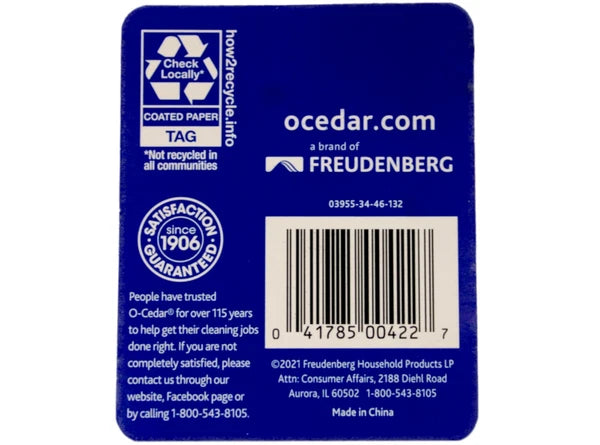 Check
Locally*
COATED PAPER
TAG
*Not recycled in
all communities
how2recycle.info
ocedar.com
a brand of
FREUDENBERG
03955-34-46-132
SATISFACTION
since
1906
GUARANTEED
People have trusted
O-Cedar® for over 115 years
to help get their cleaning jobs
done right. If you are not
completely satisfied, please
contact us through our
website, Facebook page or
by calling 1-800-543-8105.
0 41785 00422 7
©2021 Freudenberg Household Products LP
Attn: Consumer Affairs, 2188 Diehl Road
Aurora, IL 60502 1-800-543-8105
Made in China